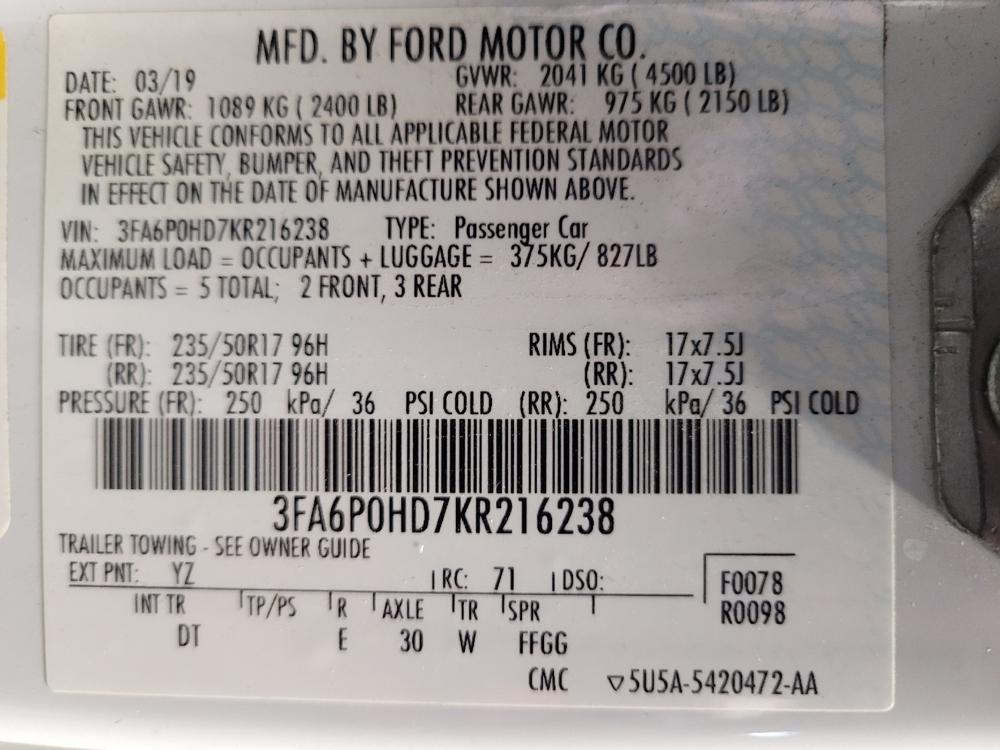 MFD. BY FORD MOTOR CO.
DATE: 03/19 GVWR: 2041 KG ( 4500 LB)
FRONT GAWR: 1089 KG ( 2400 LB) REAR GAWR: 975 KG ( 2150 LB)
THIS VEHICLE CONFORMS TO ALL APPLICABLE FEDERAL MOTOR
VEHICLE SAFETY, BUMPER, AND THEFT PREVENTION STANDARDS
IN EFFECT ON THE DATE OF MANUFACTURE SHOWN ABOVE.
VIN: 3FA6P0HD7KR216238 TYPE: Passenger Car
MAXIMUM LOAD = OCCUPANTS + LUGGAGE = 375KG/ 827LB
OCCUPANTS = 5 TOTAL; 2 FRONT, 3 REAR
TIRE (FR): 235/50R17 96H RIMS (FR): 17x7.5J
(RR): 235/50R17 96H (RR): 17x7.5J
PRESSURE (FR): 250 kPa/ 36 PSI COLD (RR): 250 kPa/ 36 PSI COLD
3FA6P0HD7KR216238
TRAILER TOWING - SEE OWNER GUIDE
EXT PNT: YZ RC: 71 DSO: F0078
INT TR TP/PS R AXLE TR SPR R0098
DT E 30 W FFGG
CMC ▽5U5A-5420472-AA